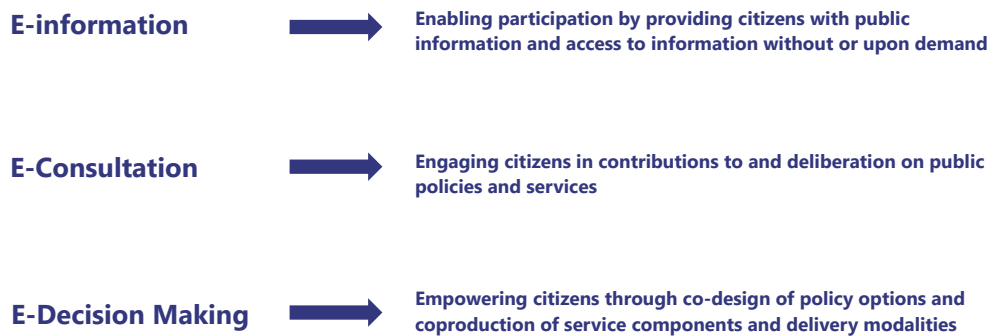 E-information
Enabling participation by providing citizens with public
information and access to information without or upon demand
E-Consultation
Engaging citizens in contributions to and deliberation on public
policies and services
E-Decision Making
Empowering citizens through co-design of policy options and
coproduction of service components and delivery modalities